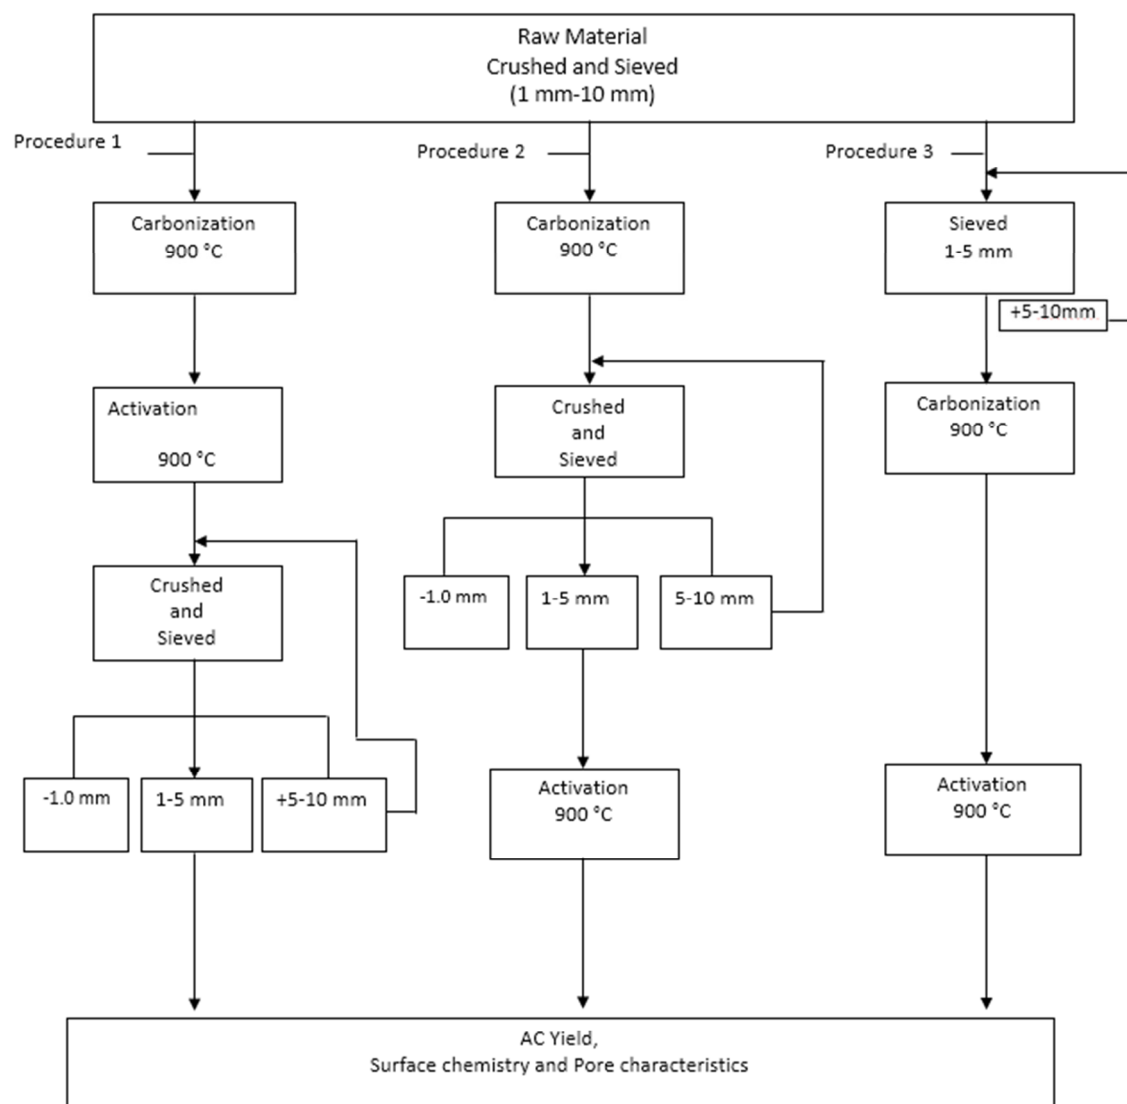 Raw Material
Crushed and Sieved
(1 mm-10 mm)
Procedure 1
Procedure 2
Procedure 3
Carbonization
900 °C
Carbonization
900 °C
Sieved
1-5 mm
+5-10mm
Activation
900 °C
Crushed
and
Sieved
Carbonization
900 °C
Crushed
and
Sieved
-1.0 mm
1-5 mm
5-10 mm
-1.0 mm
1-5 mm
+5-10 mm
Activation
900 °C
Activation
900 °C
AC Yield,
Surface chemistry and Pore characteristics